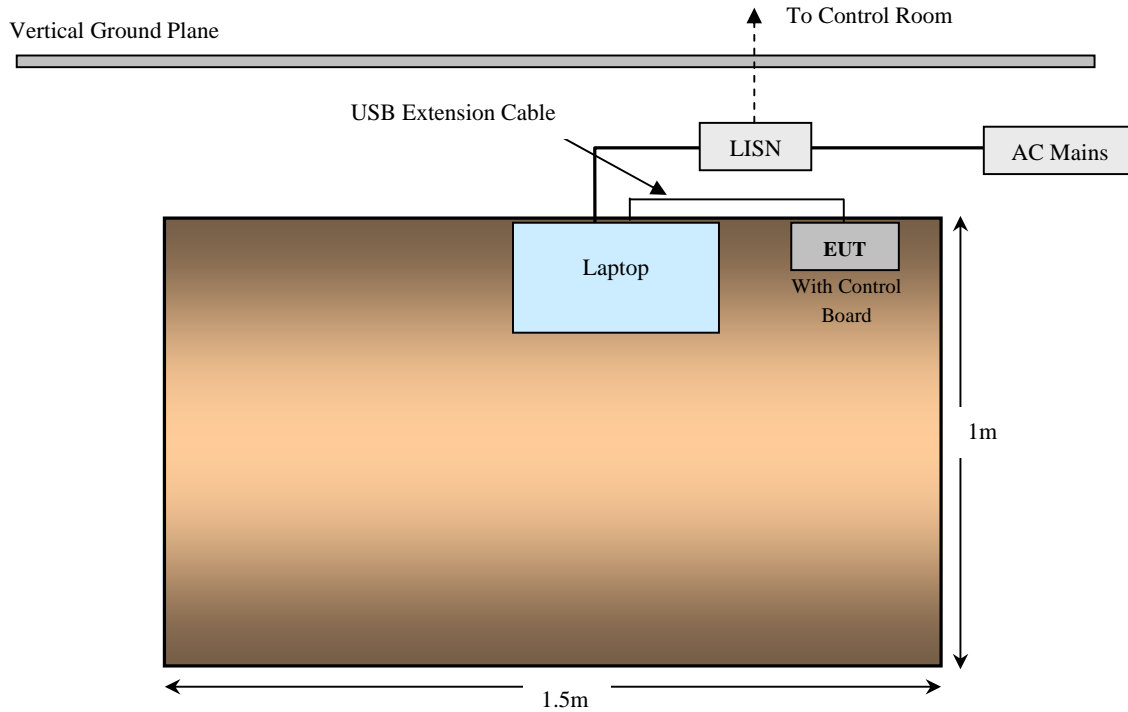 To Control Room
Vertical Ground Plane
USB Extension Cable
LISN
AC Mains
Laptop
EUT
With Control
Board
1m
1.5m